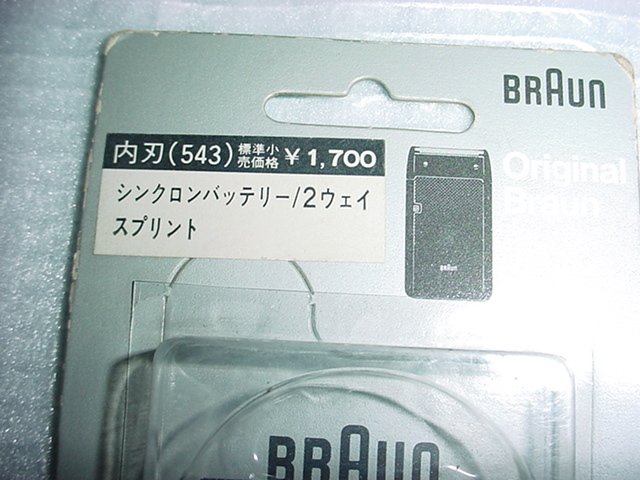 BRAUN
内刃(543) 標準小売価格 ¥1,700
シンクロンバッテリー/2ウェイ
スプリント
Original
Braun
BRAUN
BRAUN